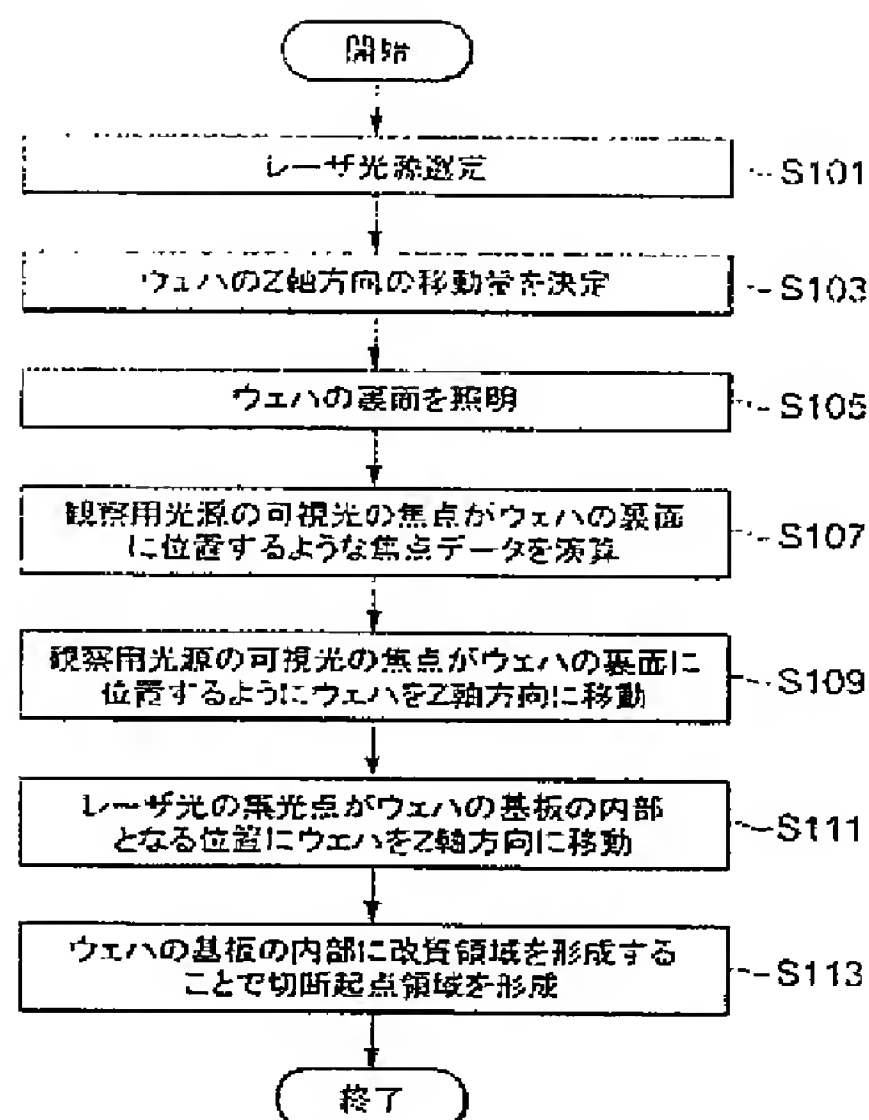 開始
レーザ光源選定
S101
ウェハのZ軸方向の移動量を決定
S103
ウェハの裏面を照明
S105
観察用光源の可視光の焦点がウェハの裏面
に位置するような焦点データを演算
S107
観察用光源の可視光の焦点がウェハの裏面に
位置するようにウェハをZ軸方向に移動
S109
レーザ光の集光点がウェハの基板の内部
となる位置にウェハをZ軸方向に移動
S111
ウェハの基板の内部に改質領域を形成する
ことで切断起点領域を形成
S113
終了